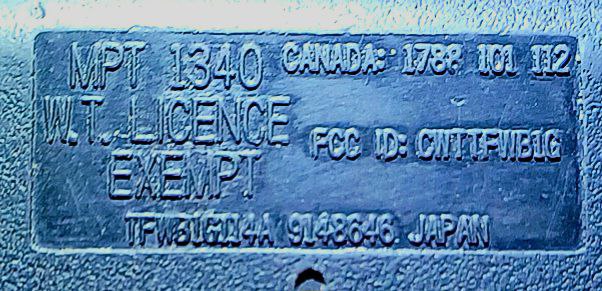 MPT 1340
W.T. LICENCE
EXEMPT
CANADA: 1788 101 112
FCC ID: CWTTFWB1G
TFWB1G114A 9148646 JAPAN